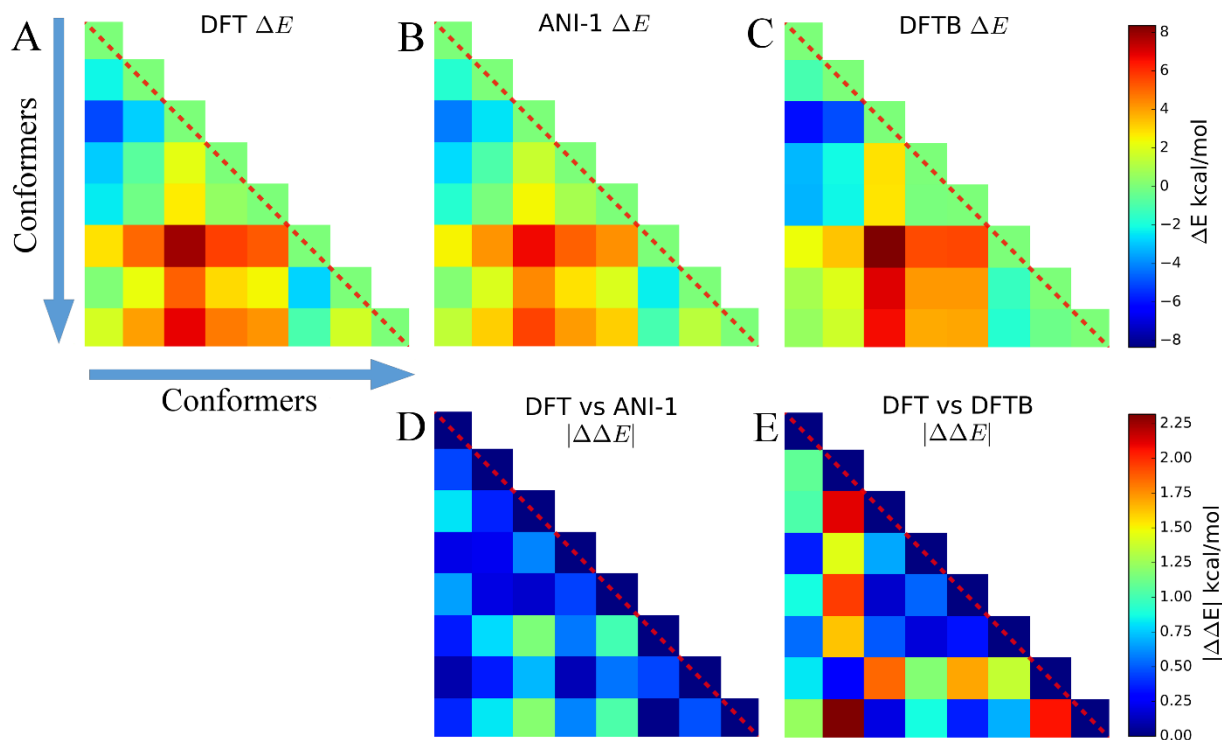 A
DFT ΔE
B
ANI-1 ΔE
C
DFTB ΔE
8
6
4
2
0
−2
−4
−6
−8
ΔE kcal/mol
Conformers
Conformers
D
DFT vs ANI-1
|ΔΔE|
E
DFT vs DFTB
|ΔΔE|
2.25
2.00
1.75
1.50
1.25
1.00
0.75
0.50
0.25
0.00
|ΔΔE| kcal/mol